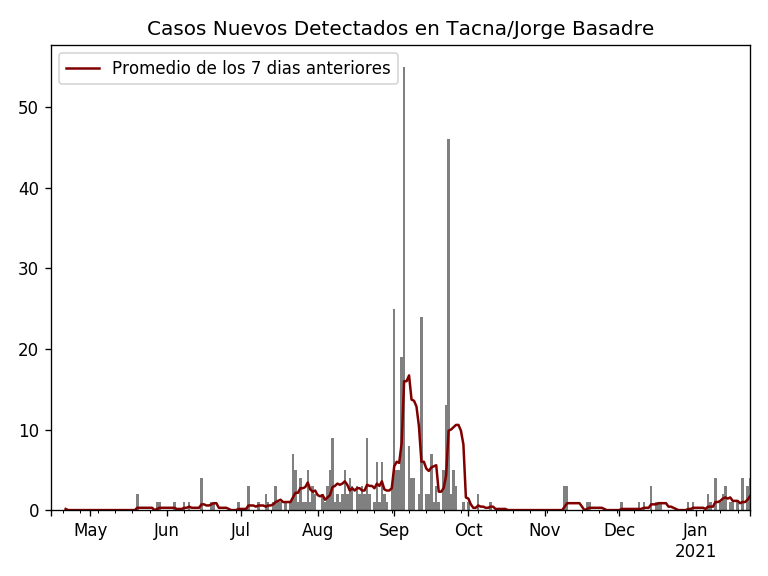 Casos Nuevos Detectados en Tacna/Jorge Basadre
Promedio de los 7 dias anteriores
50
40
30
20
10
0
May Jun Jul Aug Sep Oct Nov Dec Jan
2021